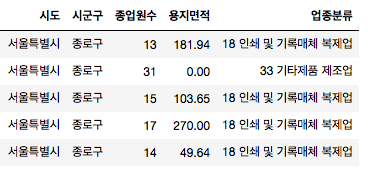 시도 시군구 종업원수 용지면적 업종분류
서울특별시 종로구 13 181.94 18 인쇄 및 기록매체 복제업
서울특별시 종로구 31 0.00 33 기타제품 제조업
서울특별시 종로구 15 103.65 18 인쇄 및 기록매체 복제업
서울특별시 종로구 17 270.00 18 인쇄 및 기록매체 복제업
서울특별시 종로구 14 49.64 18 인쇄 및 기록매체 복제업